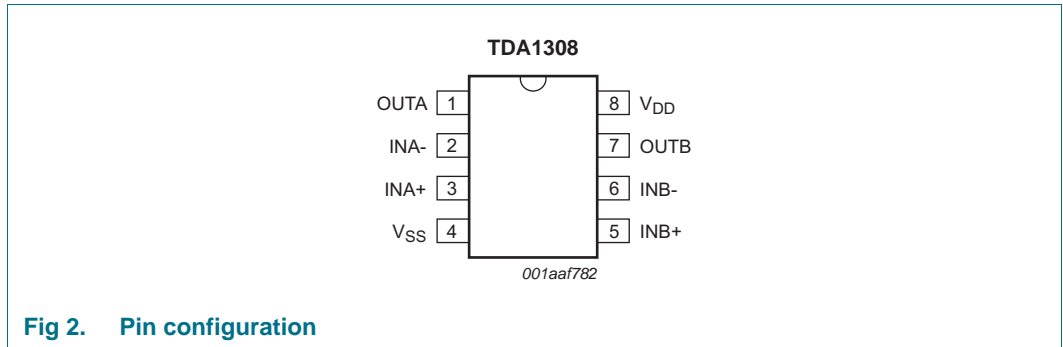 TDA1308
OUTA 1 8 VDD
INA- 2 7 OUTB
INA+ 3 6 INB-
VSS 4 5 INB+
001aaf782
Fig 2. Pin configuration